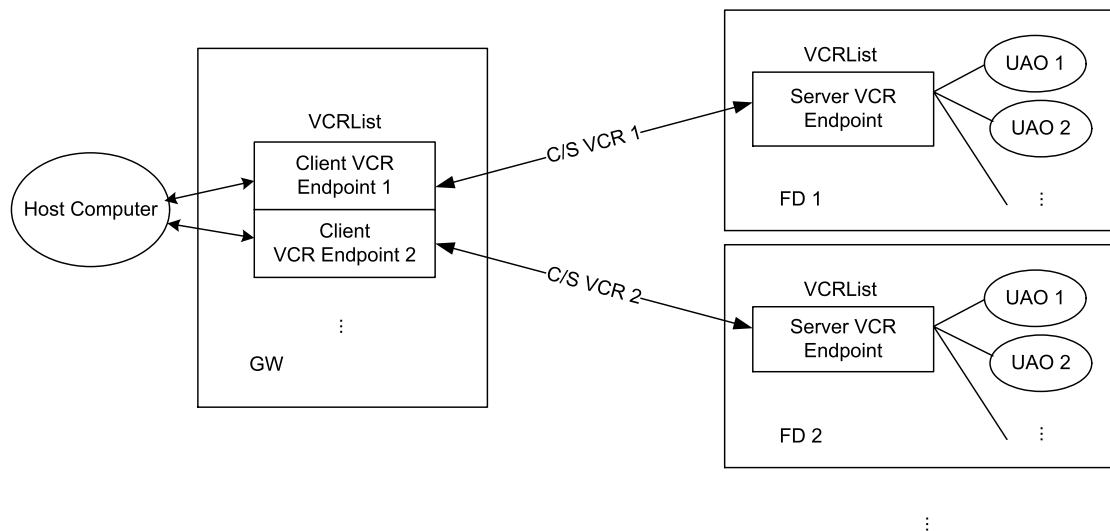 Host Computer
VCRList
Client VCR
Endpoint 1
Client
VCR Endpoint 2
...
GW
C/S VCR 1
C/S VCR 2
VCRList
Server VCR
Endpoint
UAO 1
UAO 2
...
FD 1
VCRList
Server VCR
Endpoint
UAO 1
UAO 2
...
FD 2
...